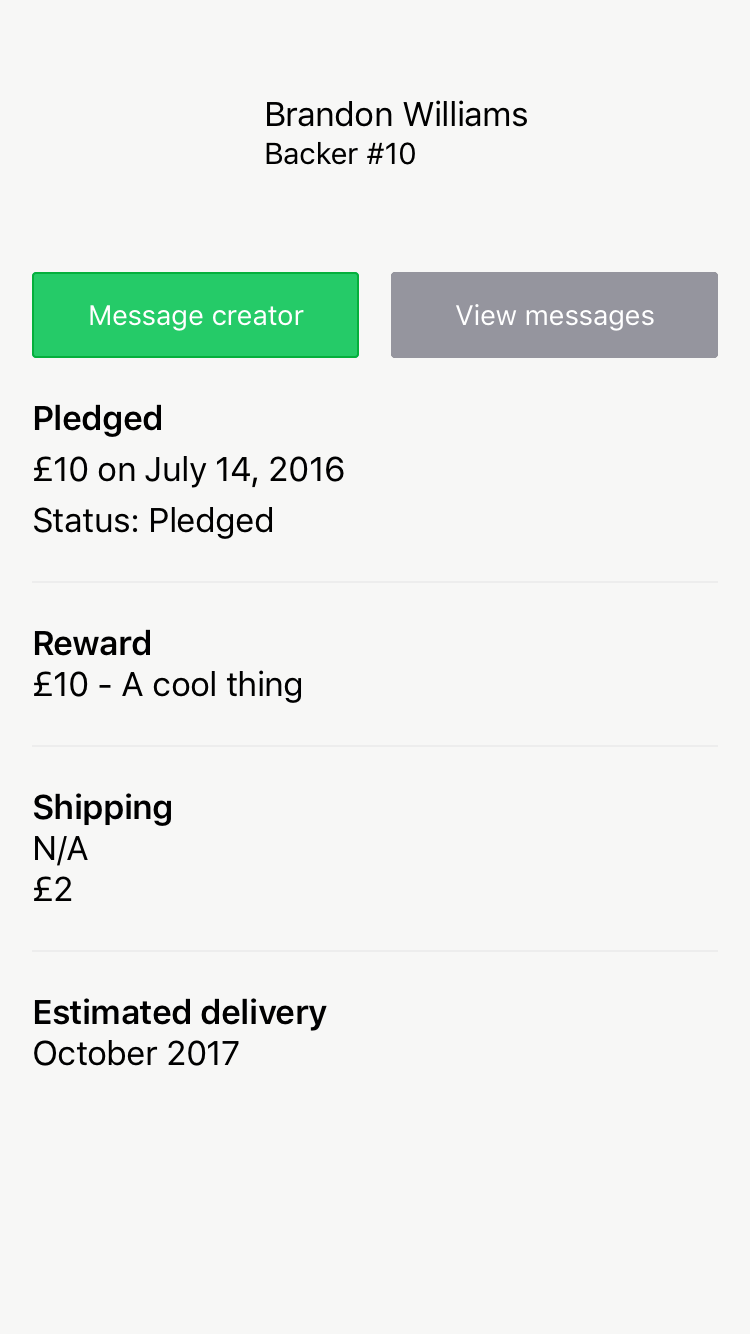 Brandon Williams
Backer #10
Message creator
View messages
Pledged
£10 on July 14, 2016
Status: Pledged
Reward
£10 - A cool thing
Shipping
N/A
£2
Estimated delivery
October 2017